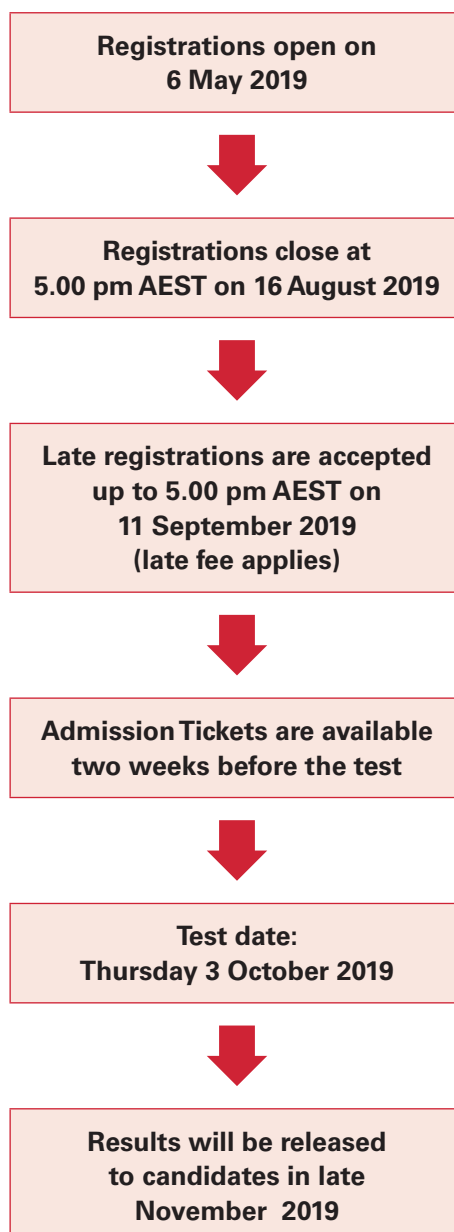 Registrations open on
6 May 2019
Registrations close at
5.00 pm AEST on 16 August 2019
Late registrations are accepted
up to 5.00 pm AEST on
11 September 2019
(late fee applies)
Admission Tickets are available
two weeks before the test
Test date:
Thursday 3 October 2019
Results will be released
to candidates in late
November 2019